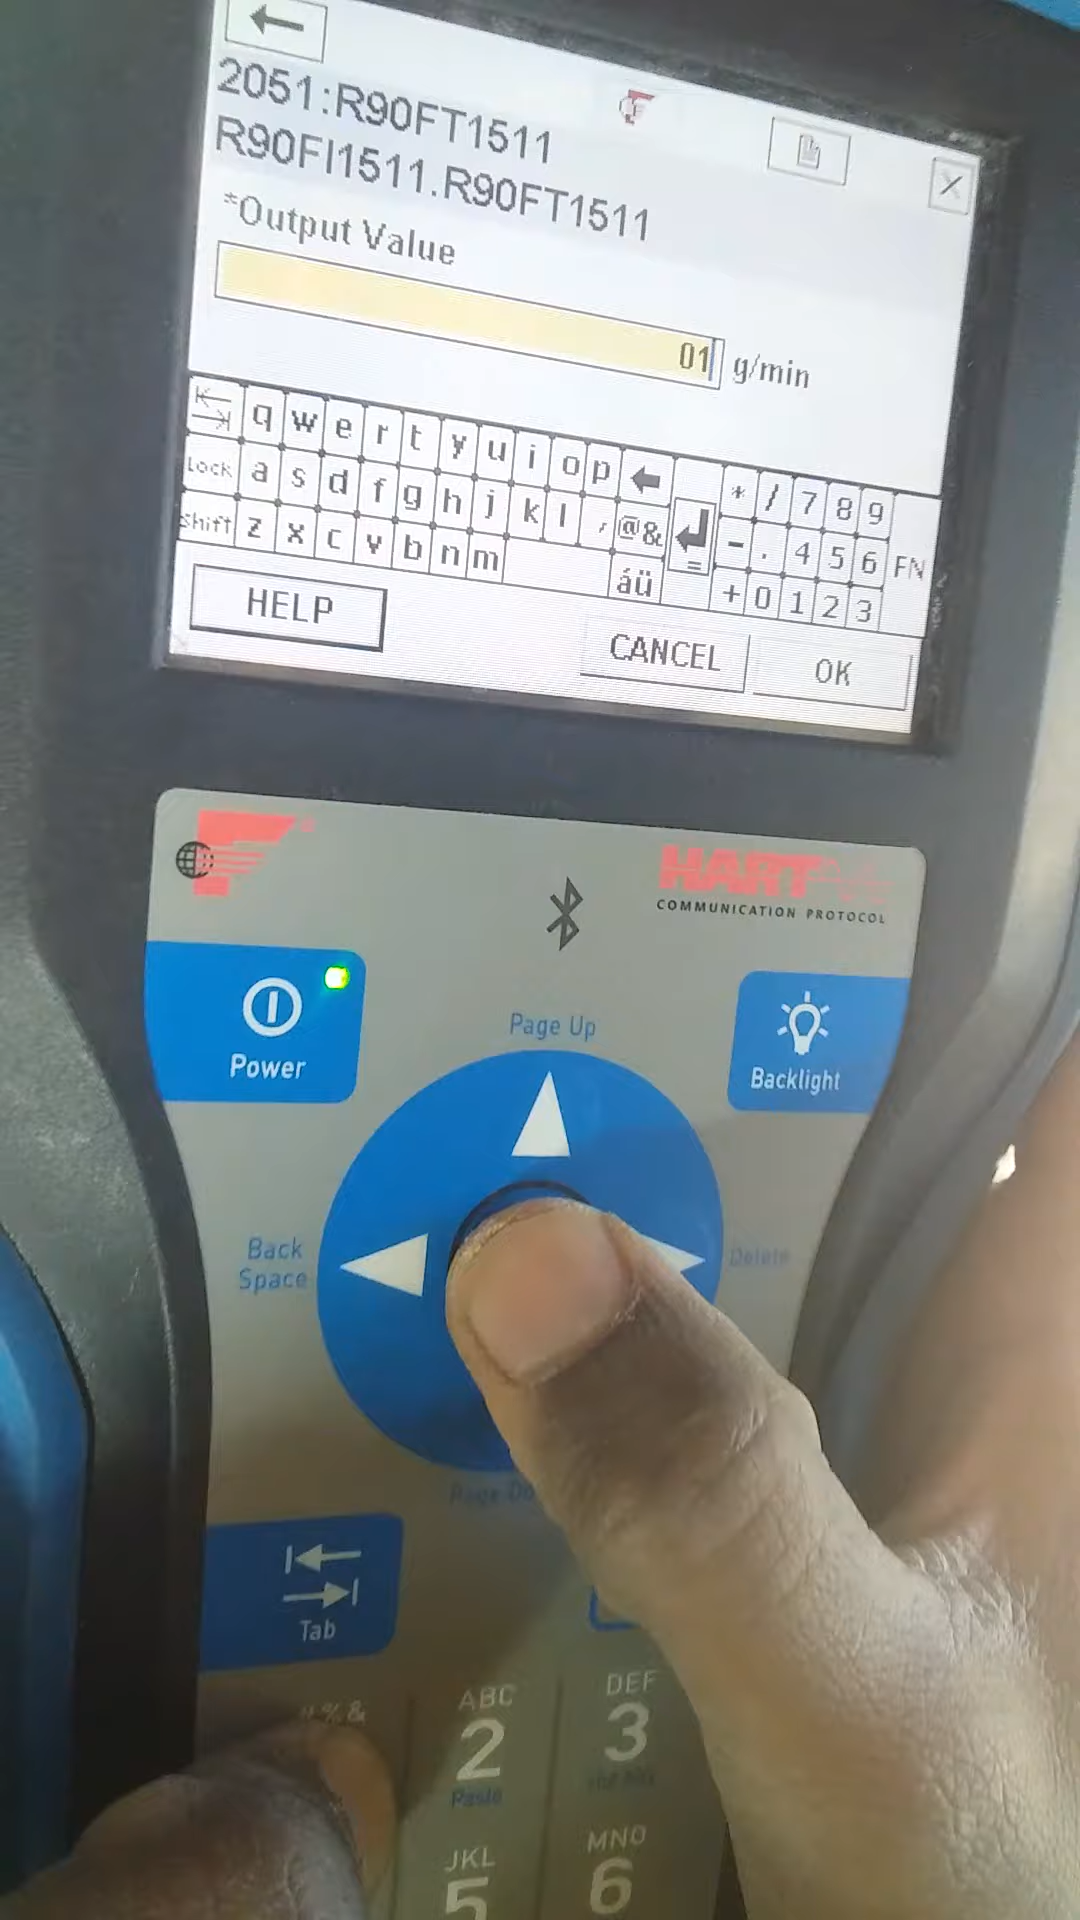 2051:R90FT1511
R90FI1511.R90FT1511
*Output Value
01 g/min
q w e r t y u i o p * / 7 8 9
Lock a s d f g h j k l , @& - . 4 5 6 FN
Shift z x c v b n m áü = + 0 1 2 3
HELP CANCEL OK
HART
COMMUNICATION PROTOCOL
Power
Page Up
Backlight
Back
Space
Delete
Tab
ABC
2
Paste
DEF
3
JKL
5
MNO
6